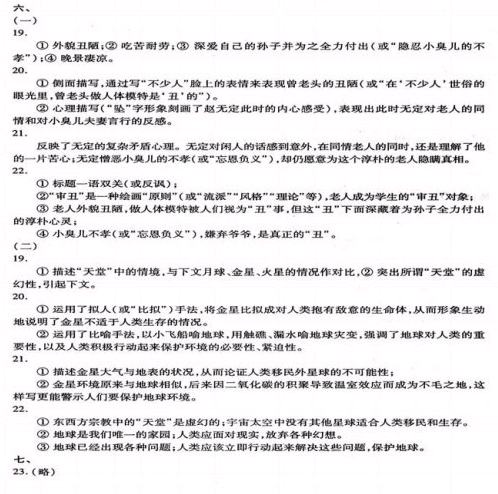 六、
(一)
19.
①外貌丑陋;②吃苦耐劳;③深爱自己的孙子并为之全力付出(或“隐忍小臭儿的不
孝”);④晚景凄凉。
20.
①侧面描写,通过写“不少人”脸上的表情来表现曾老头的丑陋(或“在‘不少人’世俗的
眼光里,曾老头做人体模特是‘丑’的”)。
②心理描写(“坠”字形象刻画了赵无定此时的内心感受),表现出此时无定对老人的同
情和对小臭儿夫妻言行的反感。
21.
反映了无定的复杂矛盾心理。无定对闲人的话感到意外,在同情老人的同时,还是理解了他
的一片苦心;无定憎恶小臭儿的不孝(或“忘恩负义”),却仍愿意为这个淳朴的老人隐瞒真相。
22.
①标题一语双关(或反讽);
②“审丑”是一种绘画“原则”(或“流派”“风格”“理论”等),老人成为学生的“审丑”对象;
③老人外貌丑陋,做人体模特被人们视为“丑”事,但这“丑”下面深藏着为孙子全力付出
的淳朴心灵;
④小臭儿不孝(或“忘恩负义”),嫌弃爷爷,是真正的“丑”。
(二)
19.
①描述“天堂”中的情境,与下文月球、金星、火星的情况作对比,②突出所谓“天堂”的虚
幻性,引起下文。
20.
①运用了拟人(或“比拟”)手法,将金星比拟成对人类抱有敌意的生命体,从而形象生动
地说明了金星不适于人类生存的情况。
②运用了比喻手法,以小飞船喻地球,用触礁、漏水喻地球灾变,强调了地球对人类的重
要性,以及人类积极行动起来保护环境的必要性、紧迫性。
21.
①描述金星大气与地表的状况,从而论证人类移民外星球的不可能性;
②金星环境原来与地球相似,后来因二氧化碳的积聚导致温室效应而成为不毛之地,这
样写更能警示人们要保护地球环境。
22.
①东西方宗教中的“天堂”是虚幻的;宇宙太空中没有其他星球适合人类移民和生存。
②地球是我们唯一的家园;人类应面对现实,放弃各种幻想。
③地球已经出现各种问题;人类应该立即行动起来解决这些问题,保护地球。
七、
23.(略)